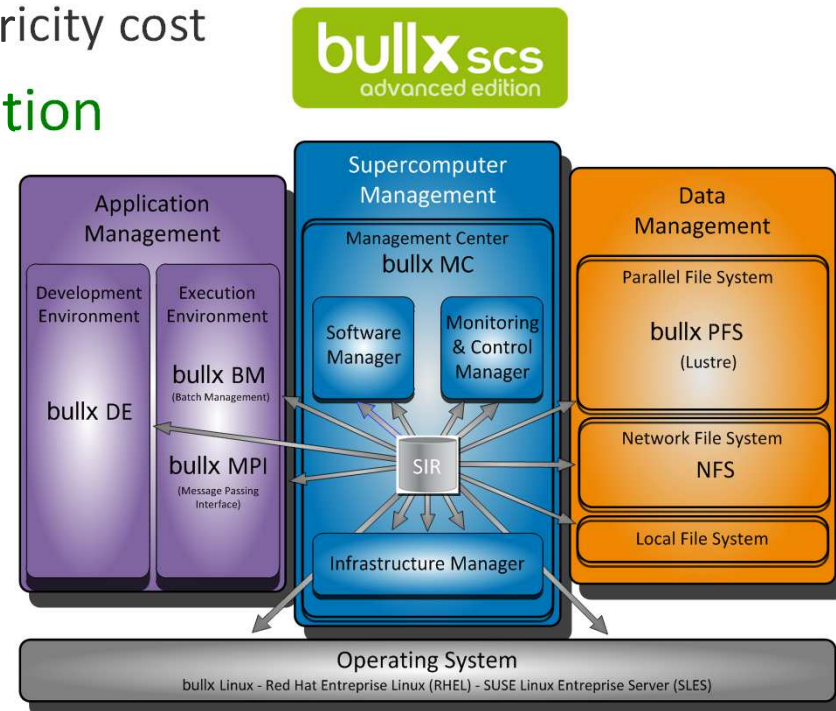 ricity cost
tion
bullx scs
advanced edition
Application
Management
Development
Environment
bullx DE
Execution
Environment
bullx BM
(Batch Management)
bullx MPI
(Message Passing
Interface)
Supercomputer
Management
Management Center
bullx MC
Software
Manager
Monitoring
& Control
Manager
SIR
Infrastructure Manager
Data
Management
Parallel File System
bullx PFS
(Lustre)
Network File System
NFS
Local File System
Operating System
bullx Linux - Red Hat Entreprise Linux (RHEL) - SUSE Linux Entreprise Server (SLES)